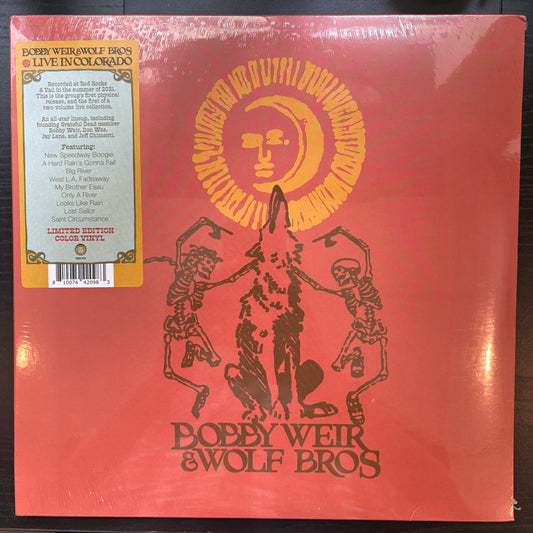 BOBBY WEIR & WOLF BROS
LIVE IN COLORADO
Recorded at Red Rocks
& Vail in the summer of 2021.
This is the group's first physical
release, and the first of a
two-volume live collection.
An all-star lineup, including
founding Grateful Dead member
Bobby Weir, Don Was,
Jay Lane, and Jeff Chimenti.
Featuring:
New Speedway Boogie
A Hard Rain's Gonna Fall
Big River
West L.A. Fadeaway
My Brother Esau
Only A River
Looks Like Rain
Lost Sailor
Saint Circumstance
LIMITED EDITION
COLOR VINYL
8 10074 42098 3
BOBBY WEIR
& WOLF BROS